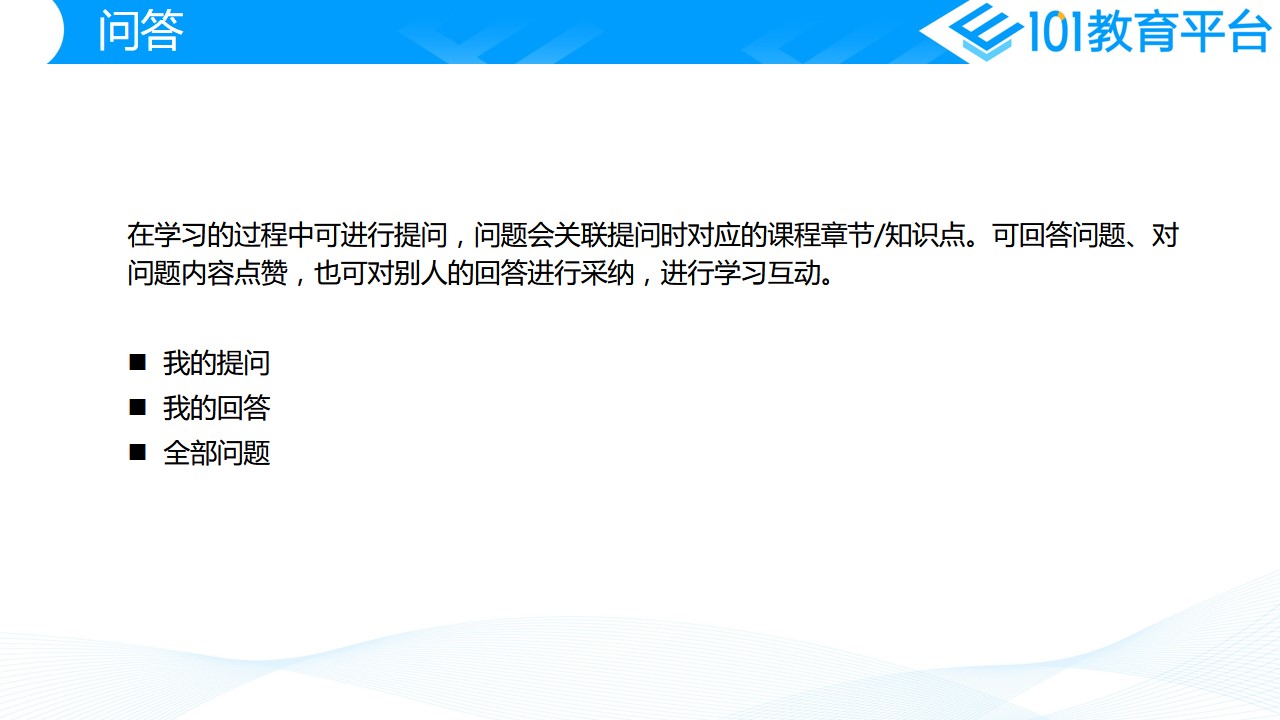 问答
101教育平台
在学习的过程中可进行提问，问题会关联提问时对应的课程章节/知识点。可回答问题、对
问题内容点赞，也可对别人的回答进行采纳，进行学习互动。
■ 我的提问
■ 我的回答
■ 全部问题